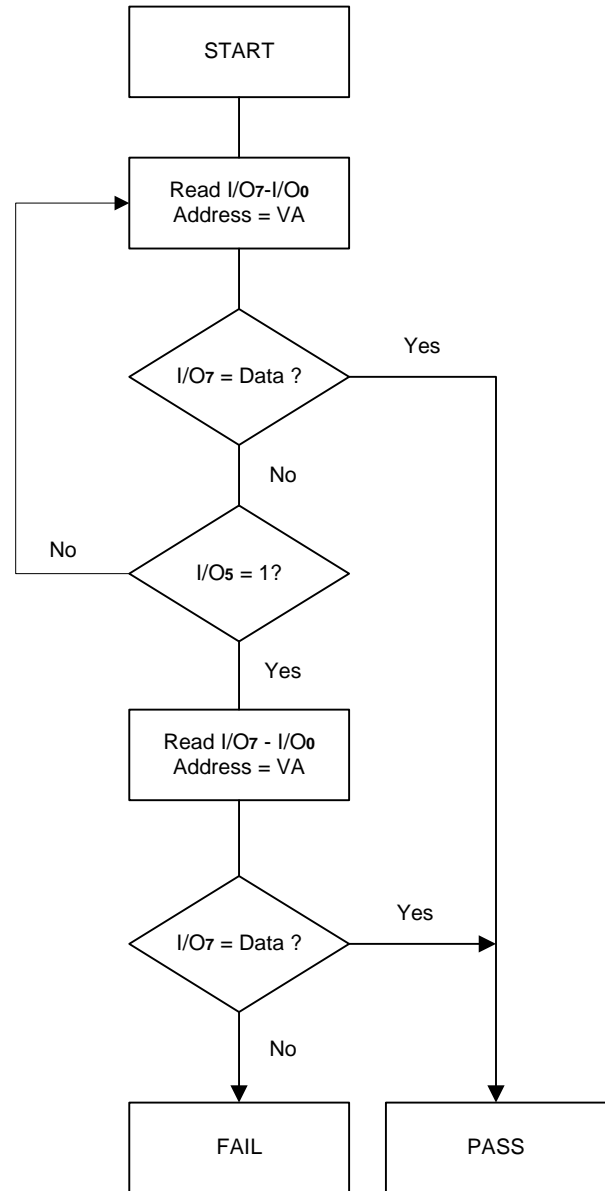 START
Read I/O7-I/O0
Address = VA
I/O7 = Data ?
Yes
No
I/O5 = 1?
No
Yes
Read I/O7 - I/O0
Address = VA
I/O7 = Data ?
Yes
No
FAIL
PASS